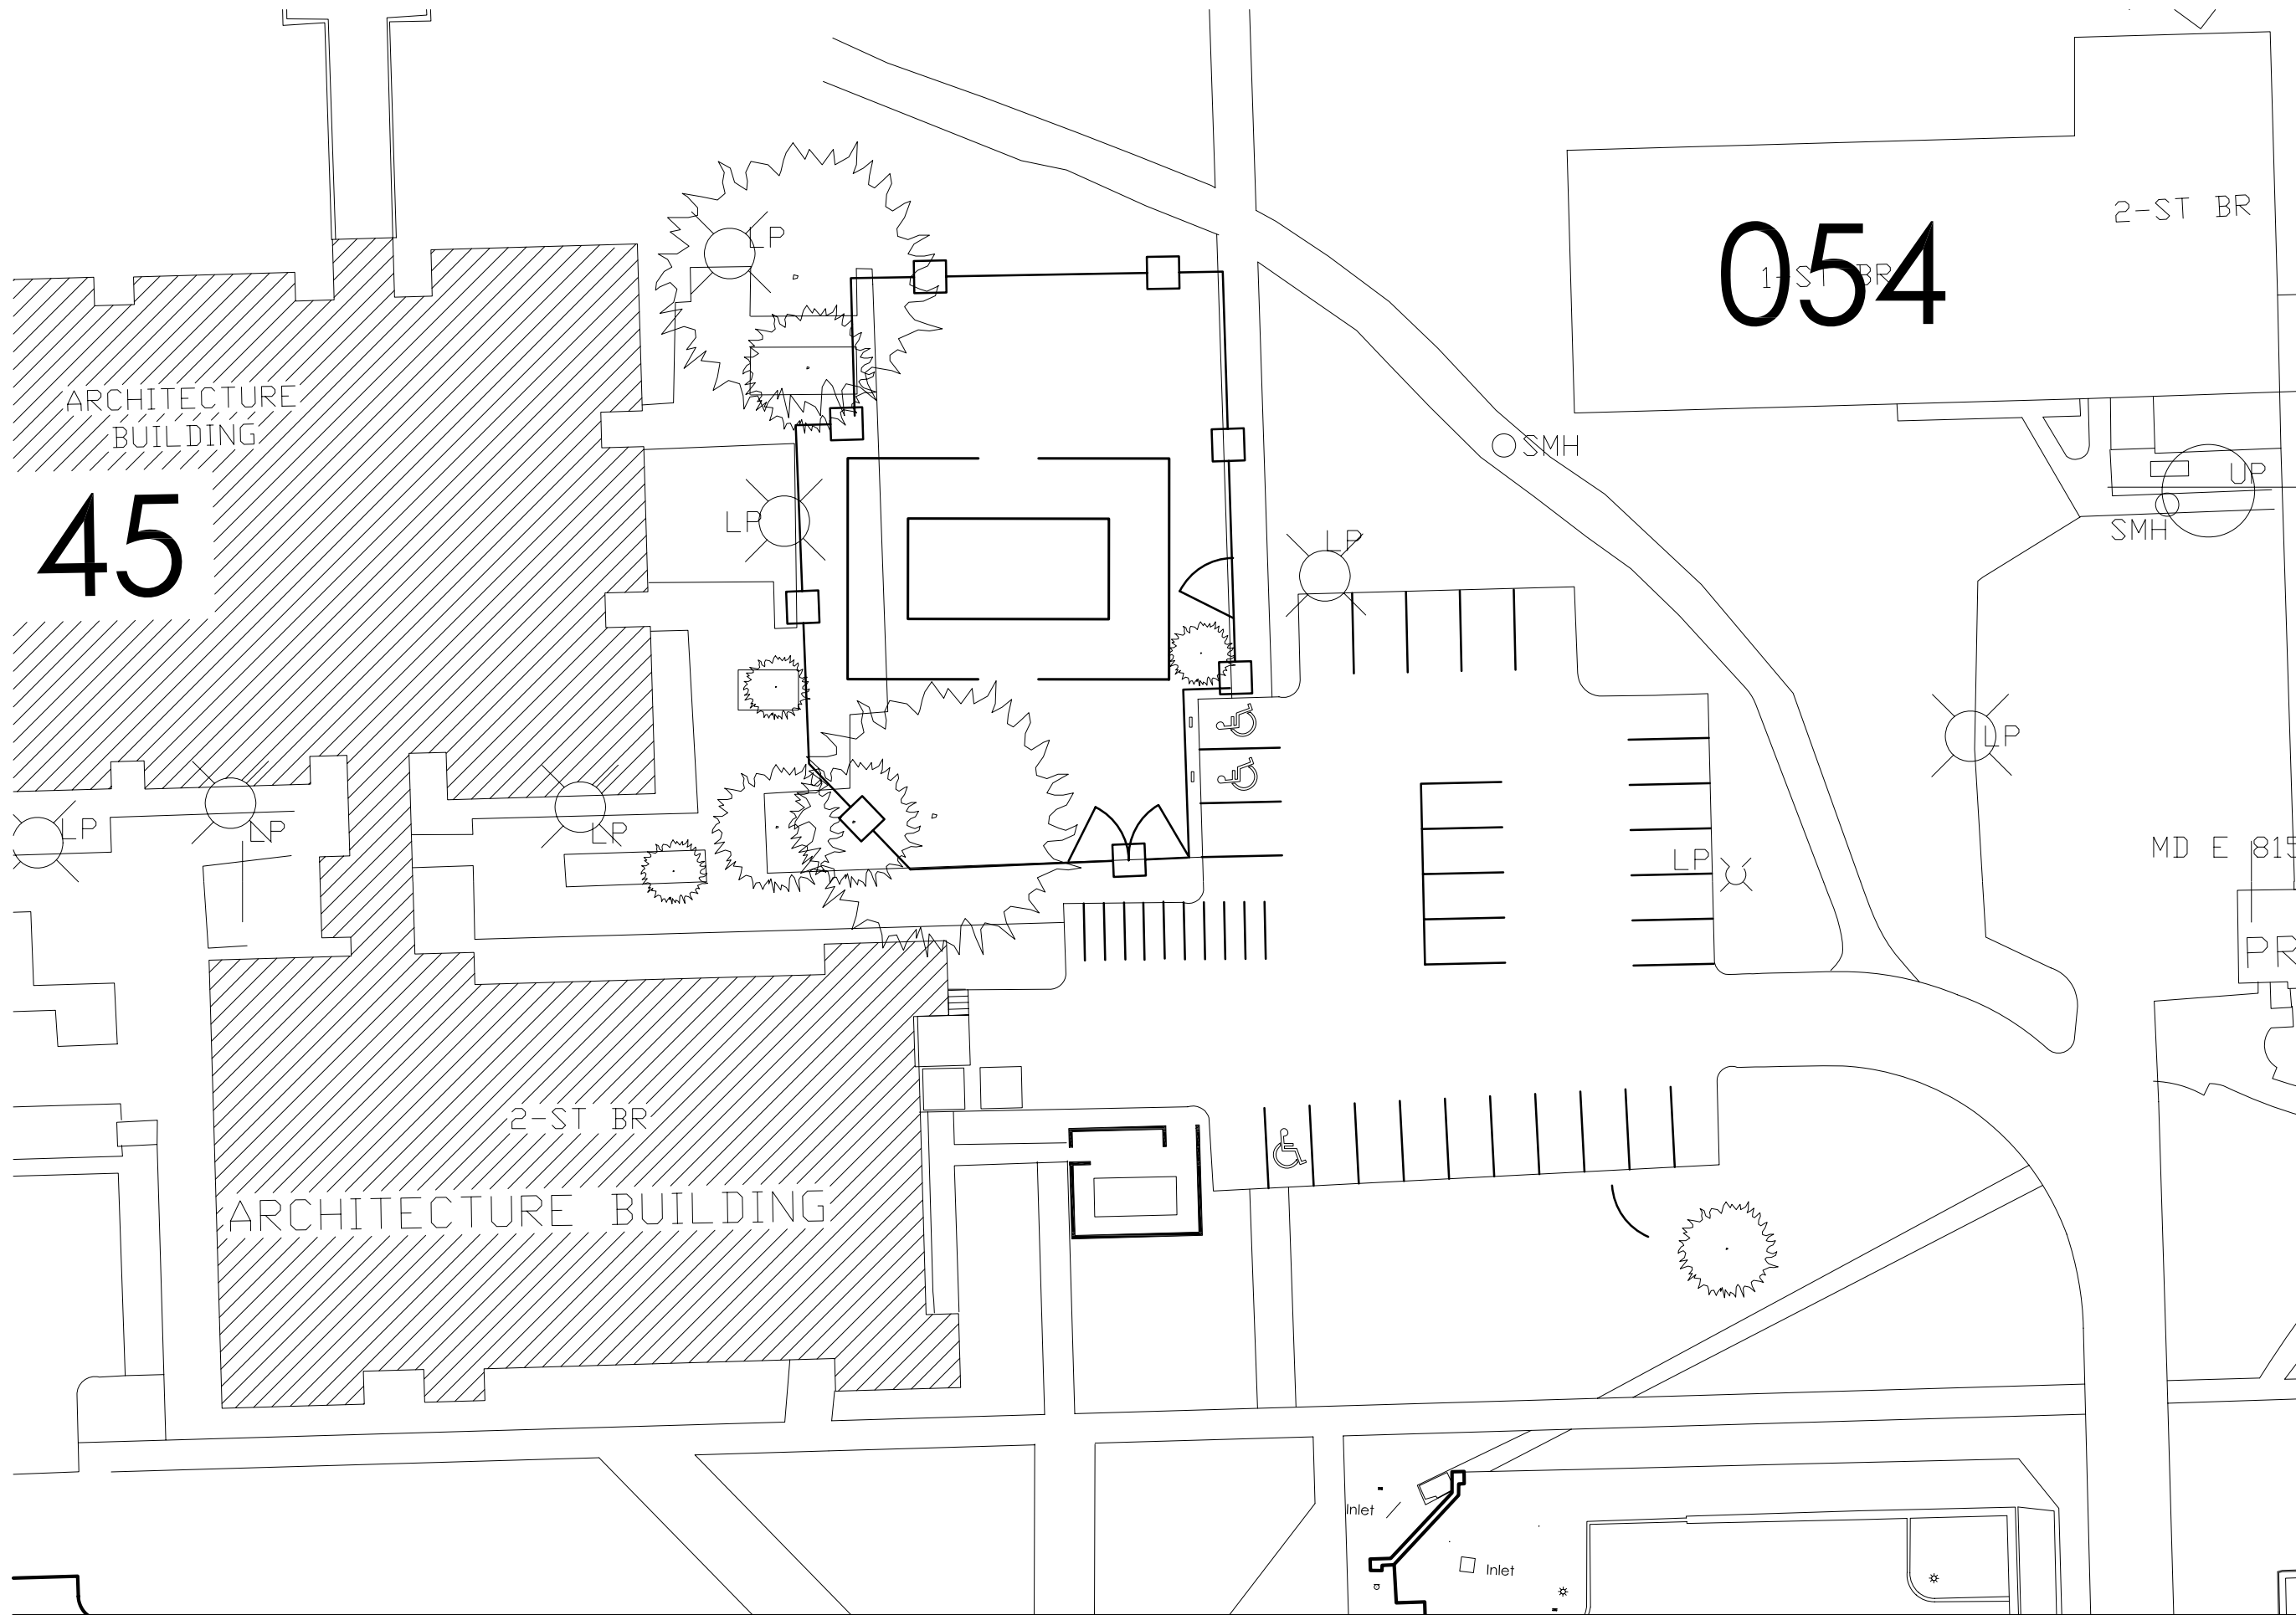 2-ST BR
LP
054
1-ST BR
ARCHITECTURE
BUILDING
SMH
UP
45
LP
LP
SMH
LP
LP
LP
LP
LP
LP
MD E 815
PR
2-ST BR
ARCHITECTURE BUILDING
Inlet
Inlet